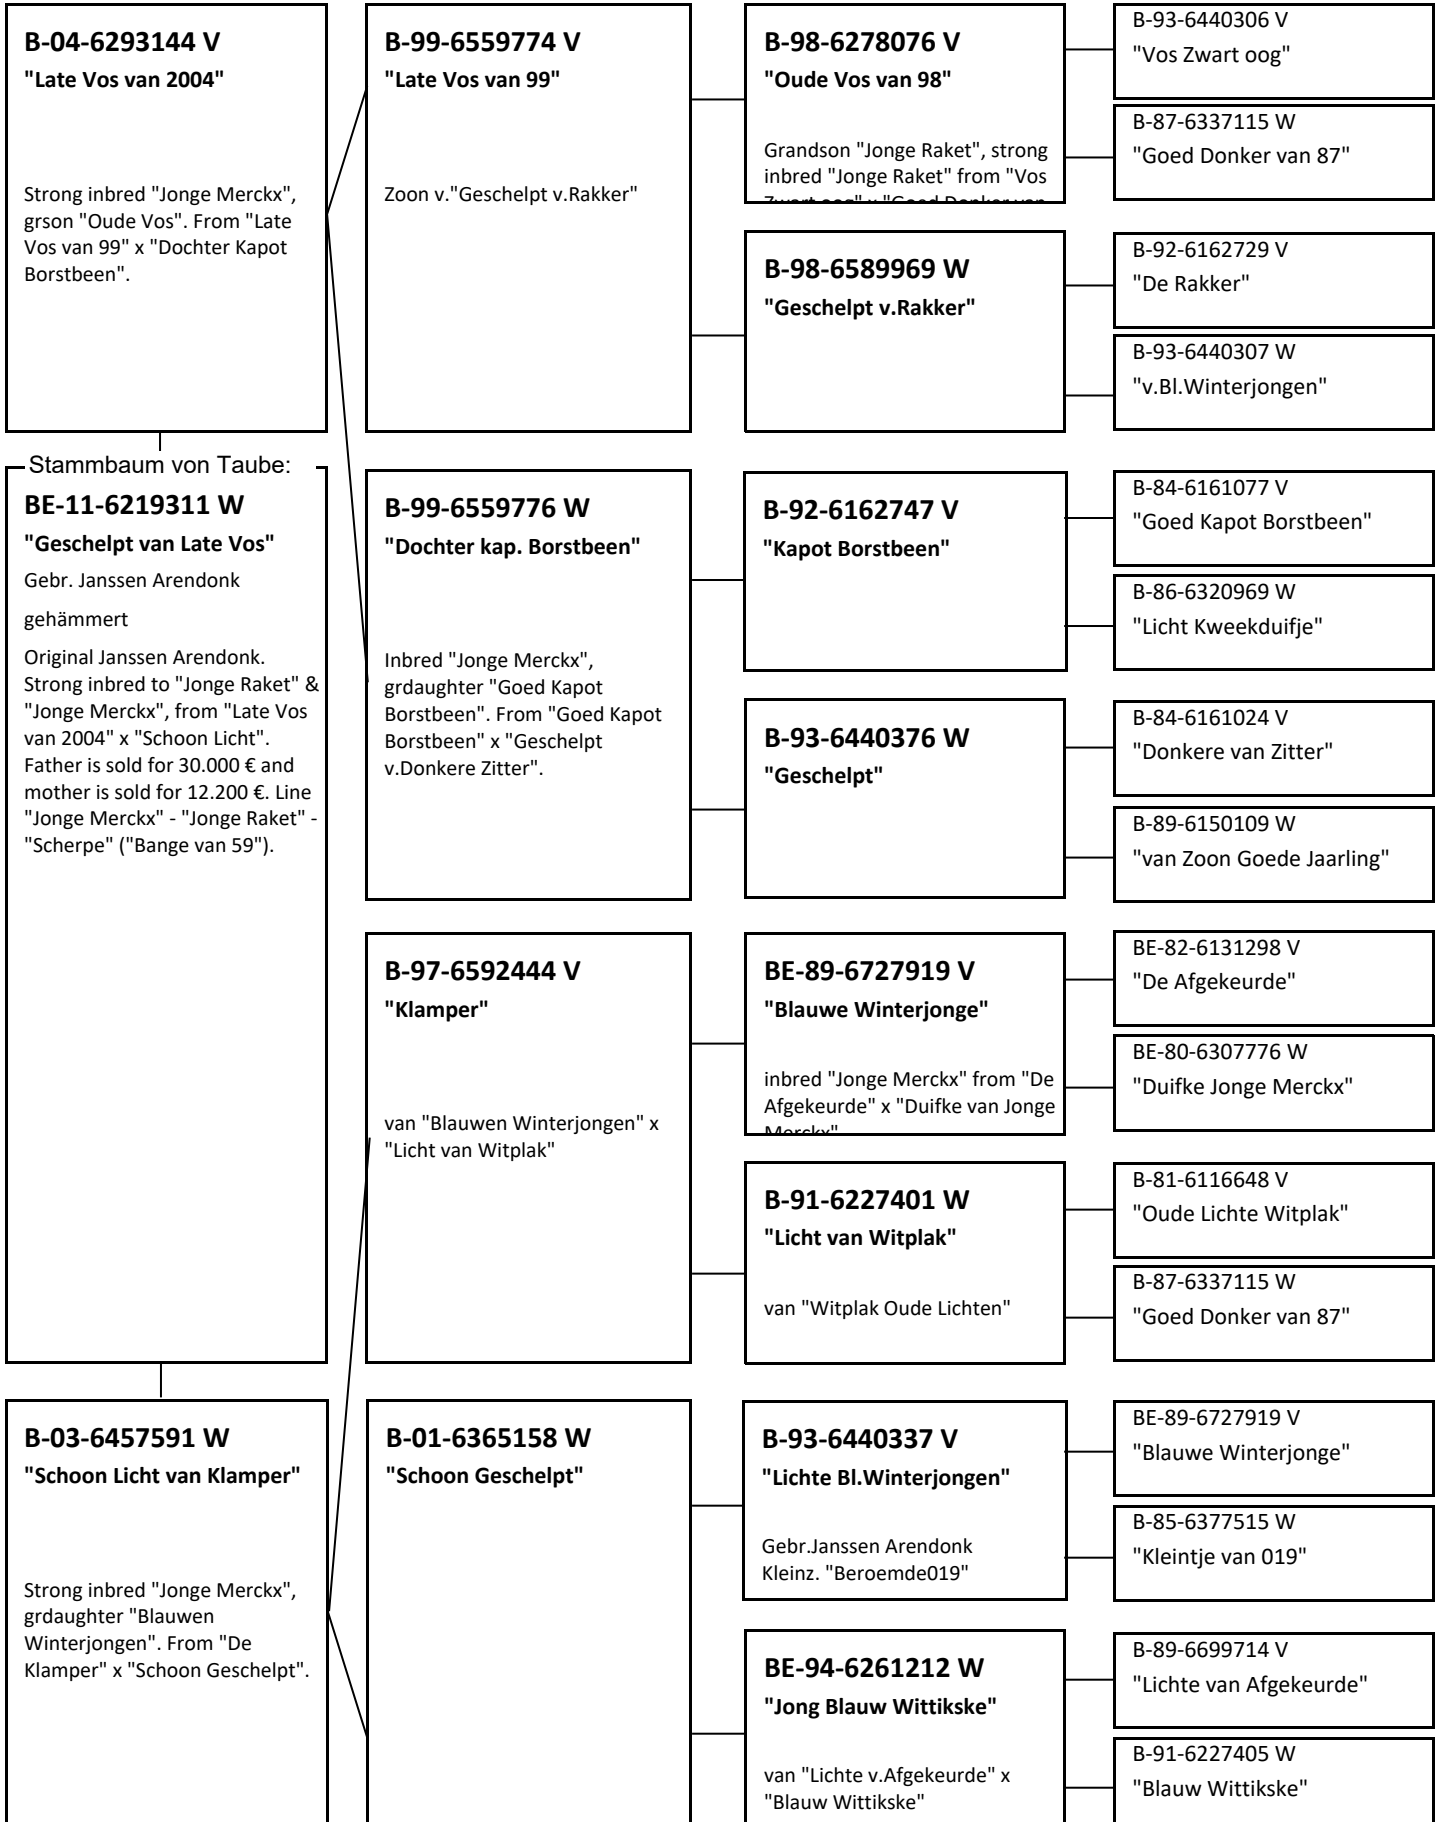 B-04-6293144 V
"Late Vos van 2004"
Strong inbred "Jonge Merckx",
grson "Oude Vos". From "Late
Vos van 99" x "Dochter Kapot
Borstbeen".
Stammbaum von Taube:
BE-11-6219311 W
"Geschelpt van Late Vos"
Gebr. Janssen Arendonk
gehämmert
Original Janssen Arendonk.
Strong inbred to "Jonge Raket" &
"Jonge Merckx", from "Late Vos
van 2004" x "Schoon Licht".
Father is sold for 30.000 € and
mother is sold for 12.200 €. Line
"Jonge Merckx" - "Jonge Raket" -
"Scherpe" ("Bange van 59").
B-03-6457591 W
"Schoon Licht van Klamper"
Strong inbred "Jonge Merckx",
grdaughter "Blauwen
Winterjongen". From "De
Klamper" x "Schoon Geschelpt".
B-99-6559774 V
"Late Vos van 99"
Zoon v."Geschelpt v.Rakker"
B-99-6559776 W
"Dochter kap. Borstbeen"
Inbred "Jonge Merckx",
grdaughter "Goed Kapot
Borstbeen". From "Goed Kapot
Borstbeen" x "Geschelpt
v.Donkere Zitter".
B-97-6592444 V
"Klamper"
van "Blauwen Winterjongen" x
"Licht van Witplak"
B-01-6365158 W
"Schoon Geschelpt"
B-98-6278076 V
"Oude Vos van 98"
Grandson "Jonge Raket", strong
inbred "Jonge Raket" from "Vos
Zwart oog" x "Goed Donker van
B-98-6589969 W
"Geschelpt v.Rakker"
B-92-6162747 V
"Kapot Borstbeen"
B-93-6440376 W
"Geschelpt"
BE-89-6727919 V
"Blauwe Winterjonge"
inbred "Jonge Merckx" from "De
Afgekeurde" x "Duifke van Jonge
Merckx"
B-91-6227401 W
"Licht van Witplak"
van "Witplak Oude Lichten"
B-93-6440337 V
"Lichte Bl.Winterjongen"
Gebr.Janssen Arendonk
Kleinz. "Beroemde019"
BE-94-6261212 W
"Jong Blauw Wittikske"
van "Lichte v.Afgekeurde" x
"Blauw Wittikske"
B-93-6440306 V
"Vos Zwart oog"
B-87-6337115 W
"Goed Donker van 87"
B-92-6162729 V
"De Rakker"
B-93-6440307 W
"v.Bl.Winterjongen"
B-84-6161077 V
"Goed Kapot Borstbeen"
B-86-6320969 W
"Licht Kweekduifje"
B-84-6161024 V
"Donkere van Zitter"
B-89-6150109 W
"van Zoon Goede Jaarling"
BE-82-6131298 V
"De Afgekeurde"
BE-80-6307776 W
"Duifke Jonge Merckx"
B-81-6116648 V
"Oude Lichte Witplak"
B-87-6337115 W
"Goed Donker van 87"
BE-89-6727919 V
"Blauwe Winterjonge"
B-85-6377515 W
"Kleintje van 019"
B-89-6699714 V
"Lichte van Afgekeurde"
B-91-6227405 W
"Blauw Wittikske"